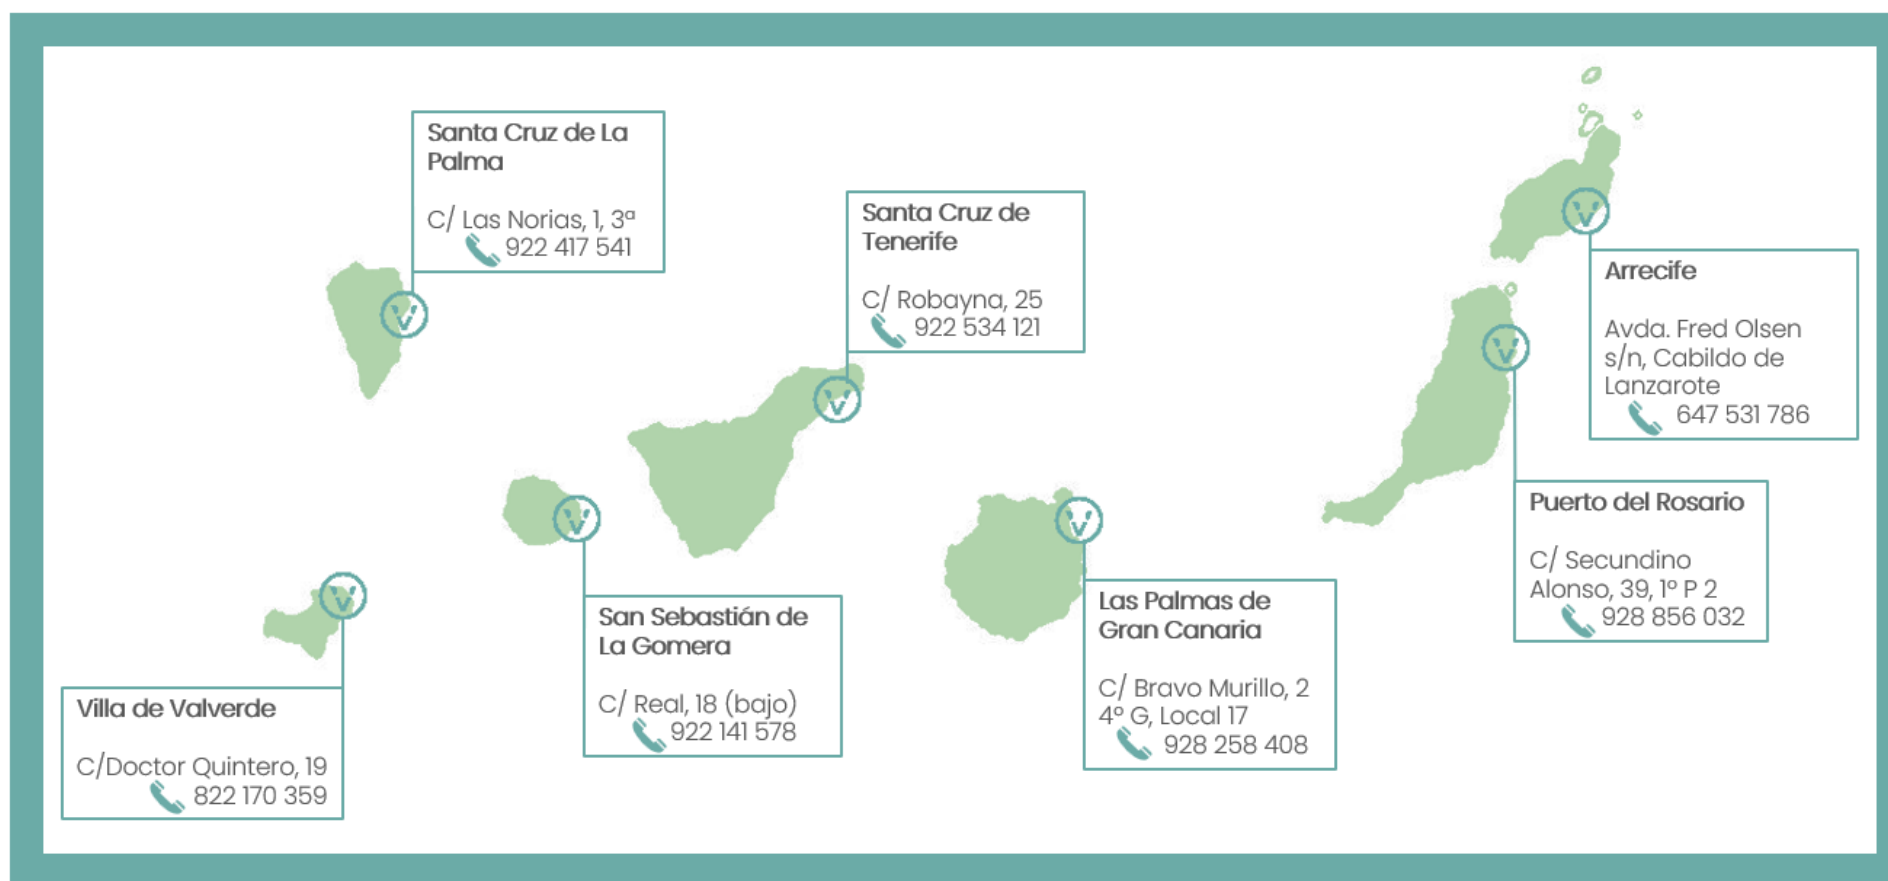 Santa Cruz de La
Palma
C/ Las Norias, 1, 3ª
922 417 541
Santa Cruz de
Tenerife
C/ Robayna, 25
922 534 121
Arrecife
Avda. Fred Olsen
s/n, Cabildo de
Lanzarote
647 531 786
Puerto del Rosario
C/ Secundino
Alonso, 39, 1º P 2
928 856 032
Las Palmas de
Gran Canaria
C/ Bravo Murillo, 2
4º G, Local 17
928 258 408
San Sebastián de
La Gomera
C/ Real, 18 (bajo)
922 141 578
Villa de Valverde
C/Doctor Quintero, 19
822 170 359